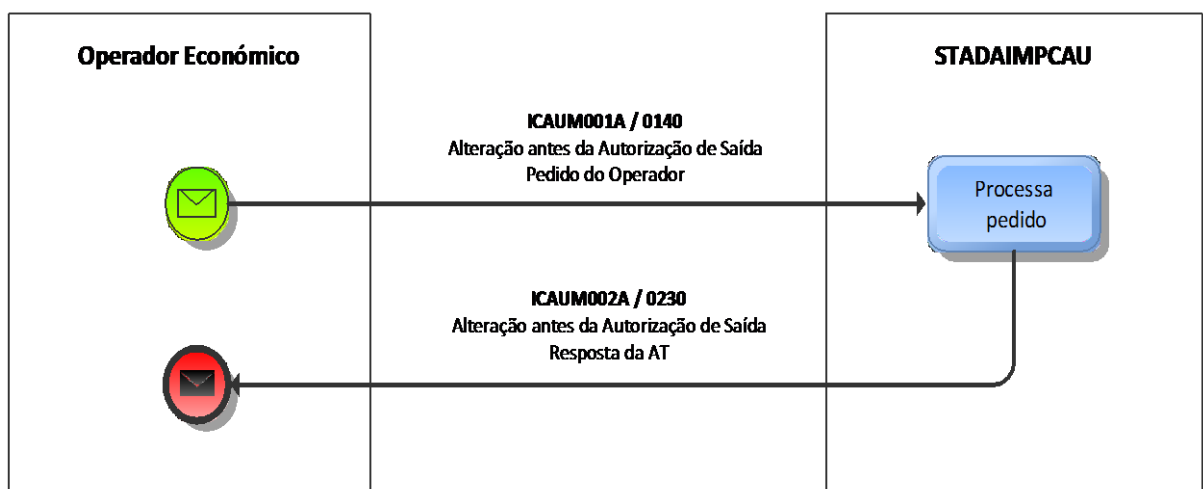 Operador Económico
STADAIMPCAU
ICAUM001A / 0140
Alteração antes da Autorização de Saída
Pedido do Operador
Processa
pedido
ICAUM002A / 0230
Alteração antes da Autorização de Saída
Resposta da AT